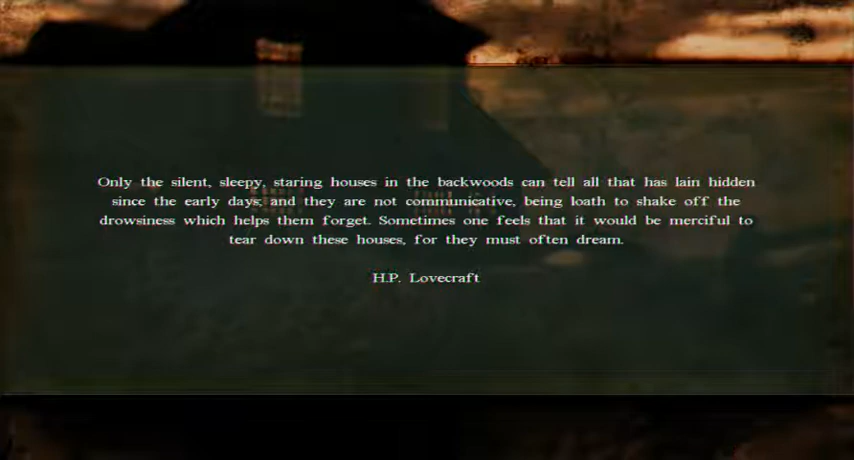 Only the silent, sleepy, staring houses in the backwoods can tell all that has lain hidden
since the early days; and they are not communicative, being loath to shake off the
drowsiness which helps them forget. Sometimes one feels that it would be merciful to
tear down these houses, for they must often dream.
H.P. Lovecraft